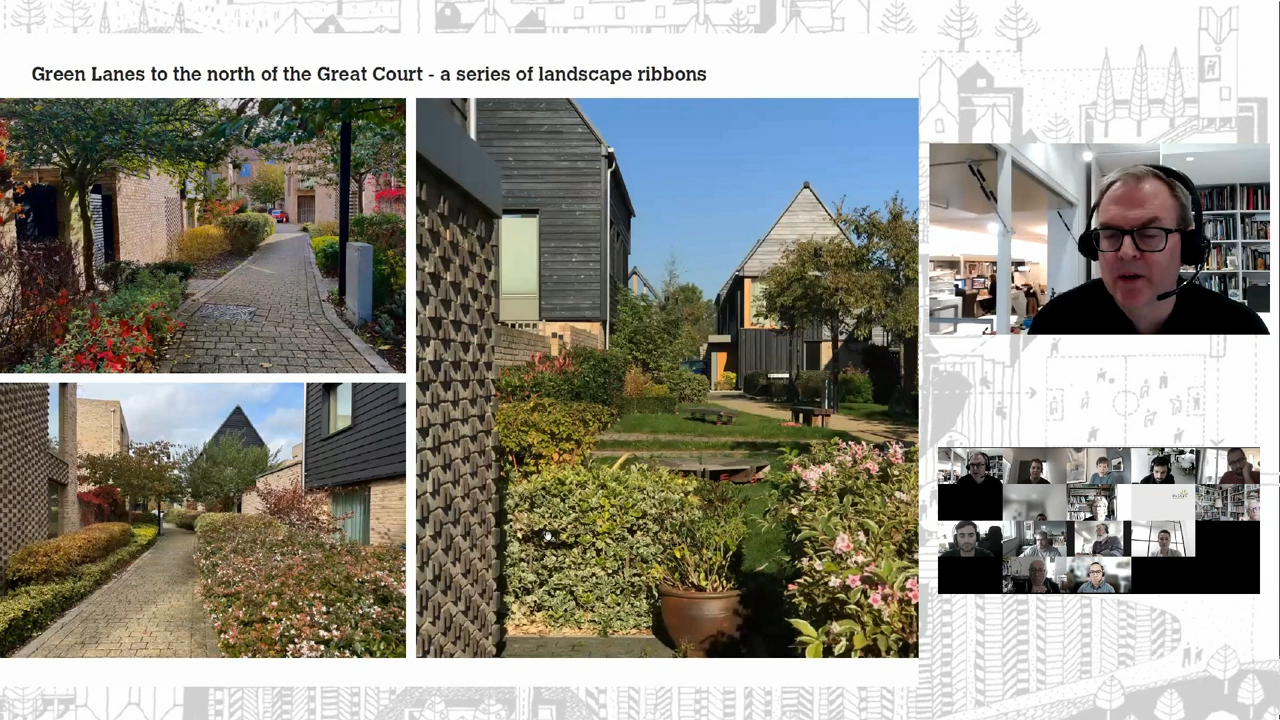 Green Lanes to the north of the Great Court - a series of landscape ribbons